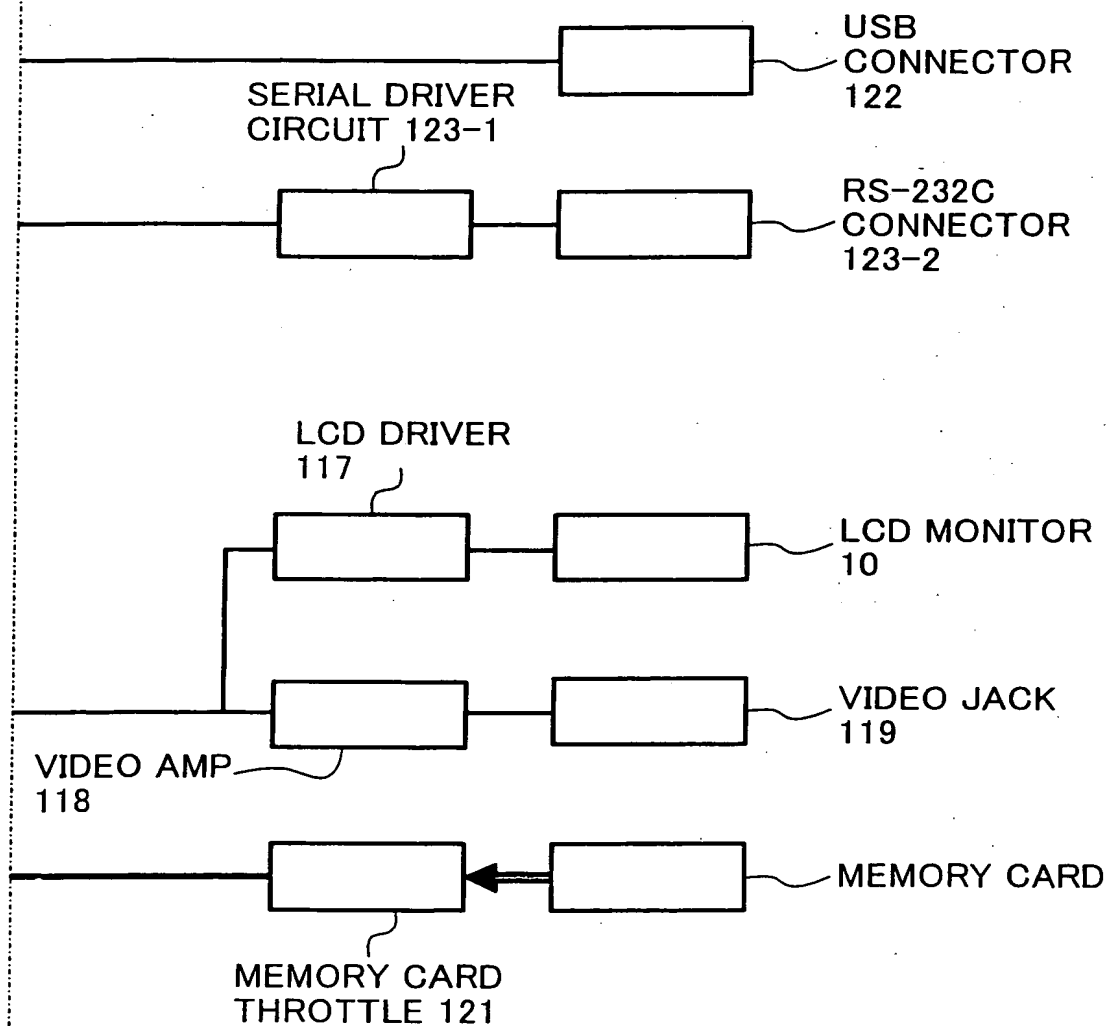 USB
CONNECTOR
122
SERIAL DRIVER
CIRCUIT 123-1
RS-232C
CONNECTOR
123-2
LCD DRIVER
117
LCD MONITOR
10
VIDEO JACK
119
VIDEO AMP
118
MEMORY CARD
MEMORY CARD
THROTTLE 121